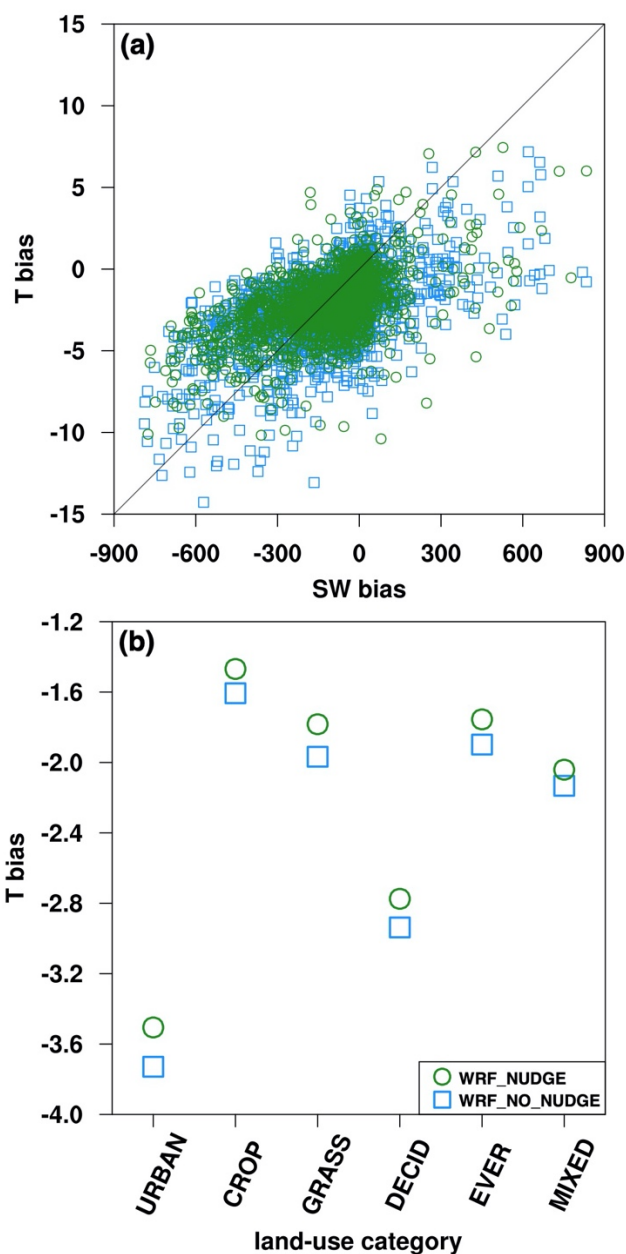 (a)
15
10
5
0
-5
-10
-15
T bias
-900 -600 -300 0 300 600 900
SW bias
(b)
-1.2
-1.6
-2.0
-2.4
-2.8
-3.2
-3.6
-4.0
T bias
WRF_NUDGE
WRF_NO_NUDGE
URBAN CROP GRASS DECID EVER MIXED
land-use category